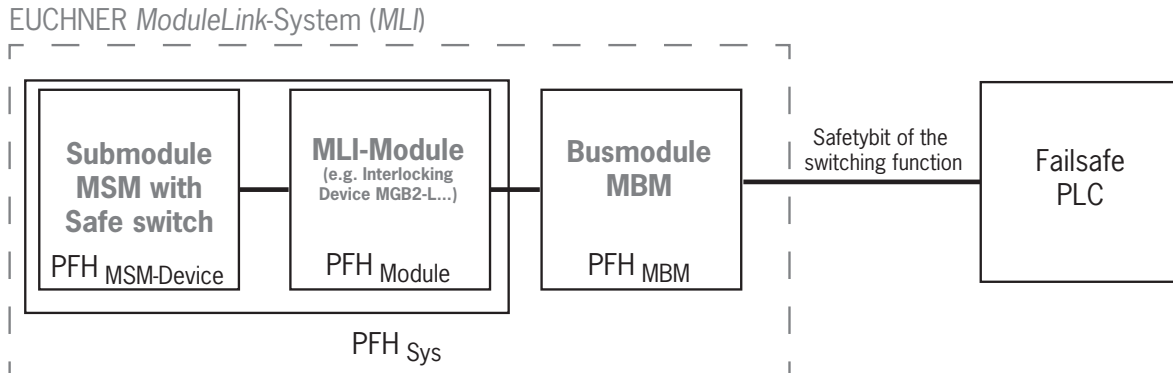 EUCHNER ModuleLink-System (MLI)
Submodule
MSM with
Safe switch
PFH MSM-Device
MLI-Module
(e.g. Interlocking
Device MGB2-L...)
PFH Module
Busmodule
MBM
PFH MBM
PFH Sys
Safetybit of the
switching function
Failsafe
PLC